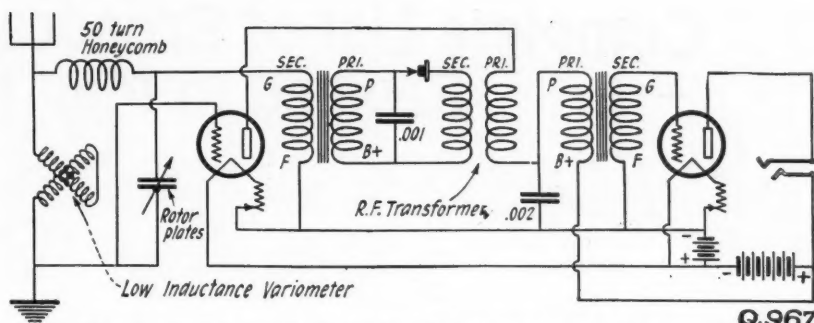 50 turn
Honeycomb
SEC. PRI. SEC. PRI. PRI. SEC.
G P P G
.001
F B+ B+ F
R.F. Transformer
.002
Rotor
plates
Low Inductance Variometer
- +
- +
Q.967